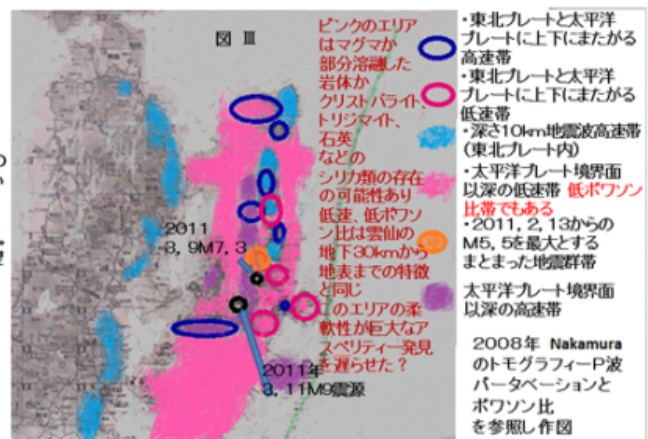 図 Ⅲ
ピンクのエリア
はマグマか
部分溶融した
岩体か
クリストバライト、
トリジマイト、
石英
などの
シリカ類の存在
の可能性あり
低速、低ポワソ
ン比は雲仙の
地下30kmから
地表までの特徴
と同じ
このエリアの柔
軟性が巨大なア
スペリティー発見
を遅らせた？
2011
3, 9M7, 3
2011年
3, 11M9震源
・東北プレートと太平洋
プレートに上下にまたがる
高速帯
・東北プレートと太平洋
プレートに上下にまたがる
低速帯
・深さ10km地震波高速帯
(東北プレート内)
・太平洋プレート境界面
以深の低速帯 低ポワソン
比帯でもある
・2011, 2, 13からの
M5, 5を最大とする
まとまった地震群帯
太平洋プレート境界面
以深の高速帯
2008年 Nakamura
のトモグラフィーP波
パータベーションと
ポワソン比
を参照し作図